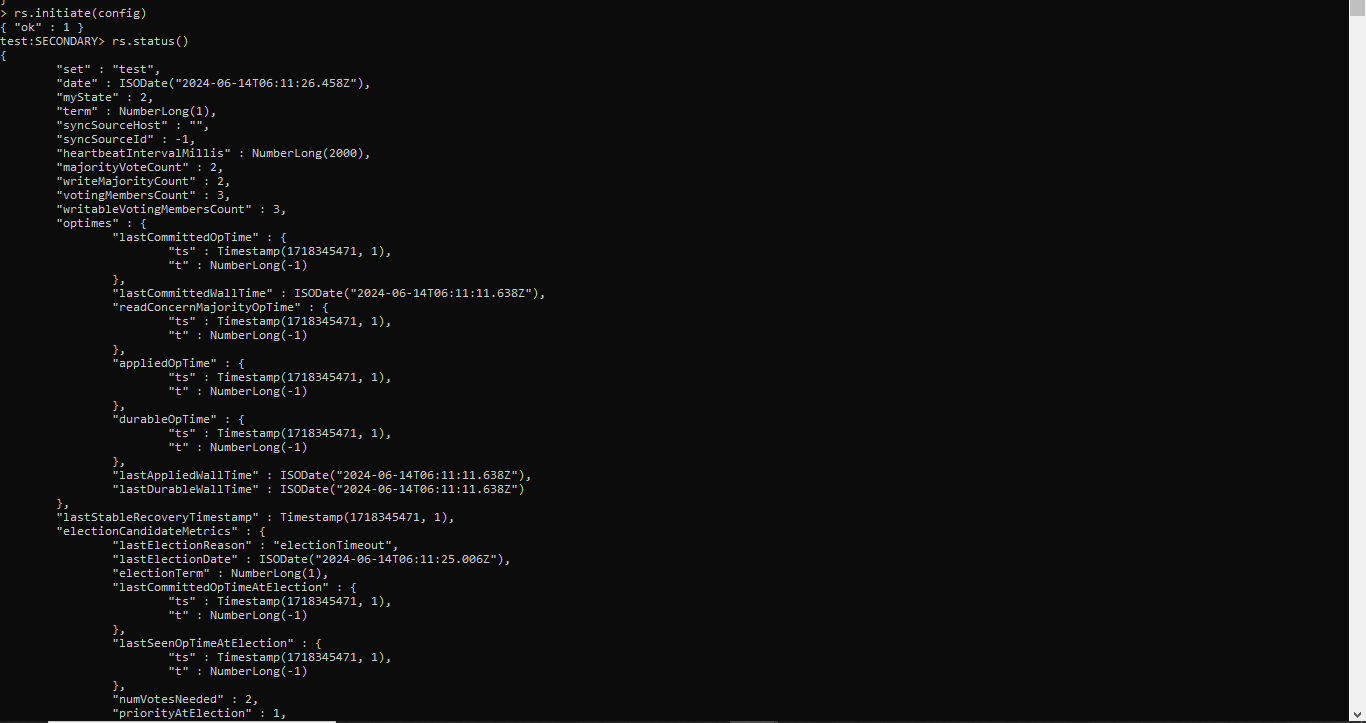 }
> rs.initiate(config)
{ "ok" : 1 }
test:SECONDARY> rs.status()
{
        "set" : "test",
        "date" : ISODate("2024-06-14T06:11:26.458Z"),
        "myState" : 2,
        "term" : NumberLong(1),
        "syncSourceHost" : "",
        "syncSourceId" : -1,
        "heartbeatIntervalMillis" : NumberLong(2000),
        "majorityVoteCount" : 2,
        "writeMajorityCount" : 2,
        "votingMembersCount" : 3,
        "writableVotingMembersCount" : 3,
        "optimes" : {
                "lastCommittedOpTime" : {
                        "ts" : Timestamp(1718345471, 1),
                        "t" : NumberLong(-1)
                },
                "lastCommittedWallTime" : ISODate("2024-06-14T06:11:11.638Z"),
                "readConcernMajorityOpTime" : {
                        "ts" : Timestamp(1718345471, 1),
                        "t" : NumberLong(-1)
                },
                "appliedOpTime" : {
                        "ts" : Timestamp(1718345471, 1),
                        "t" : NumberLong(-1)
                },
                "durableOpTime" : {
                        "ts" : Timestamp(1718345471, 1),
                        "t" : NumberLong(-1)
                },
                "lastAppliedWallTime" : ISODate("2024-06-14T06:11:11.638Z"),
                "lastDurableWallTime" : ISODate("2024-06-14T06:11:11.638Z")
        },
        "lastStableRecoveryTimestamp" : Timestamp(1718345471, 1),
        "electionCandidateMetrics" : {
                "lastElectionReason" : "electionTimeout",
                "lastElectionDate" : ISODate("2024-06-14T06:11:25.006Z"),
                "electionTerm" : NumberLong(1),
                "lastCommittedOpTimeAtElection" : {
                        "ts" : Timestamp(1718345471, 1),
                        "t" : NumberLong(-1)
                },
                "lastSeenOpTimeAtElection" : {
                        "ts" : Timestamp(1718345471, 1),
                        "t" : NumberLong(-1)
                },
                "numVotesNeeded" : 2,
                "priorityAtElection" : 1,